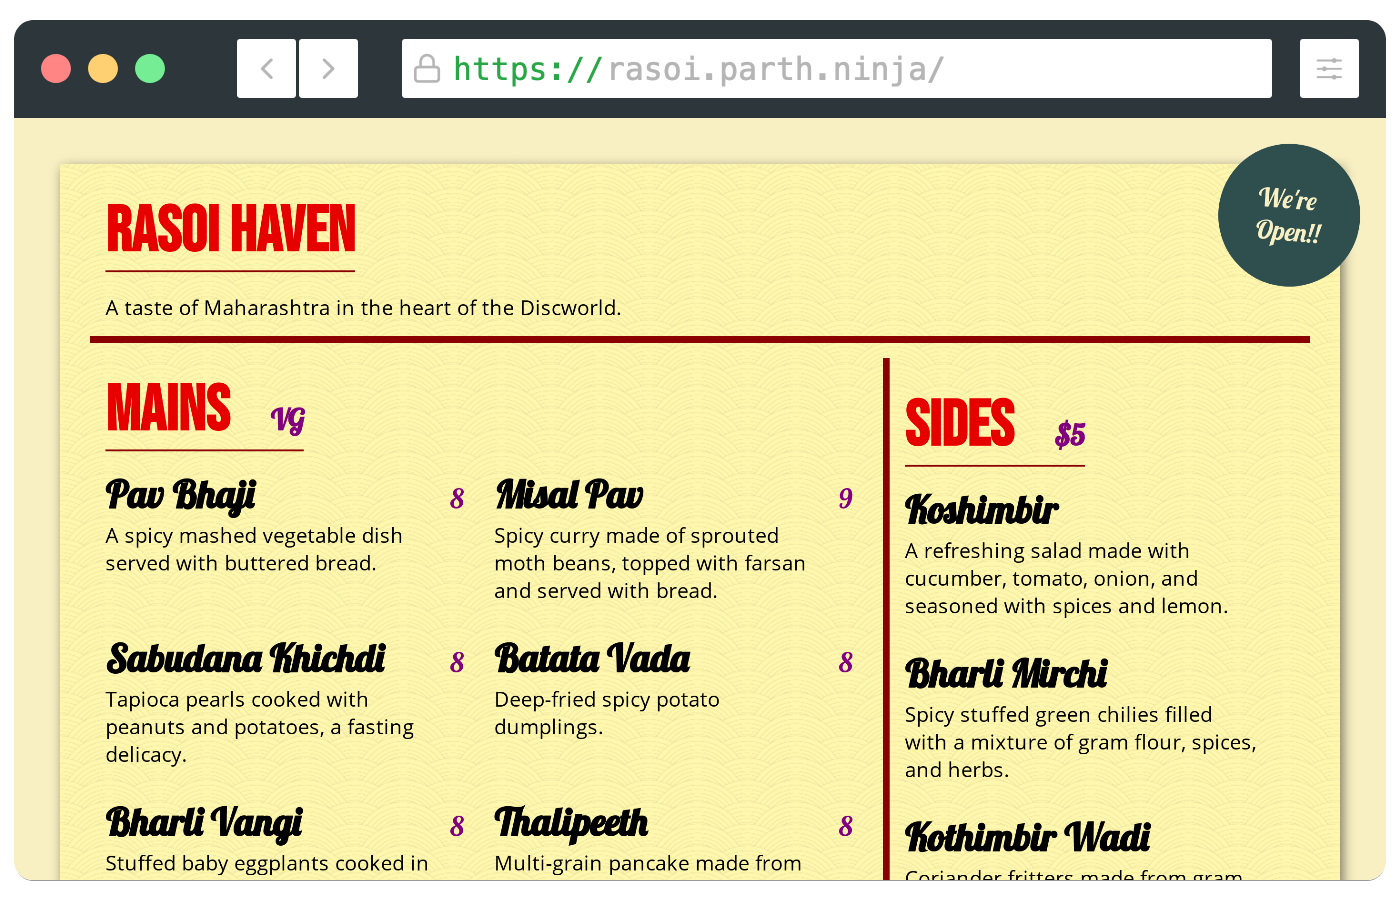 https://rasoi.parth.ninja/
We're
Open!!
RASOI HAVEN
A taste of Maharashtra in the heart of the Discworld.
MAINS VG
Pav Bhaji 8
A spicy mashed vegetable dish
served with buttered bread.
Misal Pav 9
Spicy curry made of sprouted
moth beans, topped with farsan
and served with bread.
Sabudana Khichdi 8
Tapioca pearls cooked with
peanuts and potatoes, a fasting
delicacy.
Batata Vada 8
Deep-fried spicy potato
dumplings.
Bharli Vangi 8
Stuffed baby eggplants cooked in
Thalipeeth 8
Multi-grain pancake made from
SIDES $5
Koshimbir
A refreshing salad made with
cucumber, tomato, onion, and
seasoned with spices and lemon.
Bharli Mirchi
Spicy stuffed green chilies filled
with a mixture of gram flour, spices,
and herbs.
Kothimbir Wadi
Coriander fritters made from gram